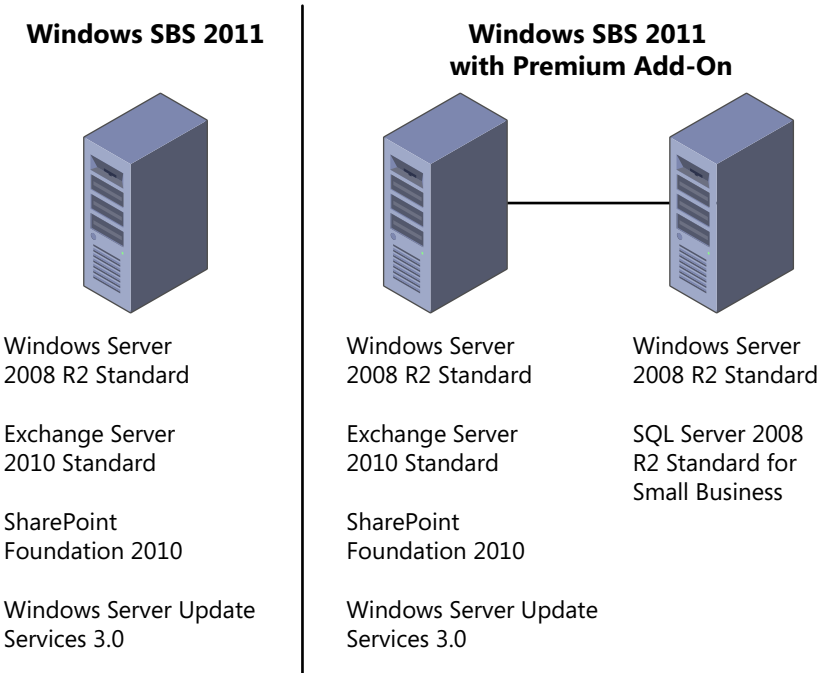 Windows SBS 2011
Windows Server
2008 R2 Standard
Exchange Server
2010 Standard
SharePoint
Foundation 2010
Windows Server Update
Services 3.0
Windows SBS 2011
with Premium Add-On
Windows Server
2008 R2 Standard
Exchange Server
2010 Standard
SharePoint
Foundation 2010
Windows Server Update
Services 3.0
Windows Server
2008 R2 Standard
SQL Server 2008
R2 Standard for
Small Business